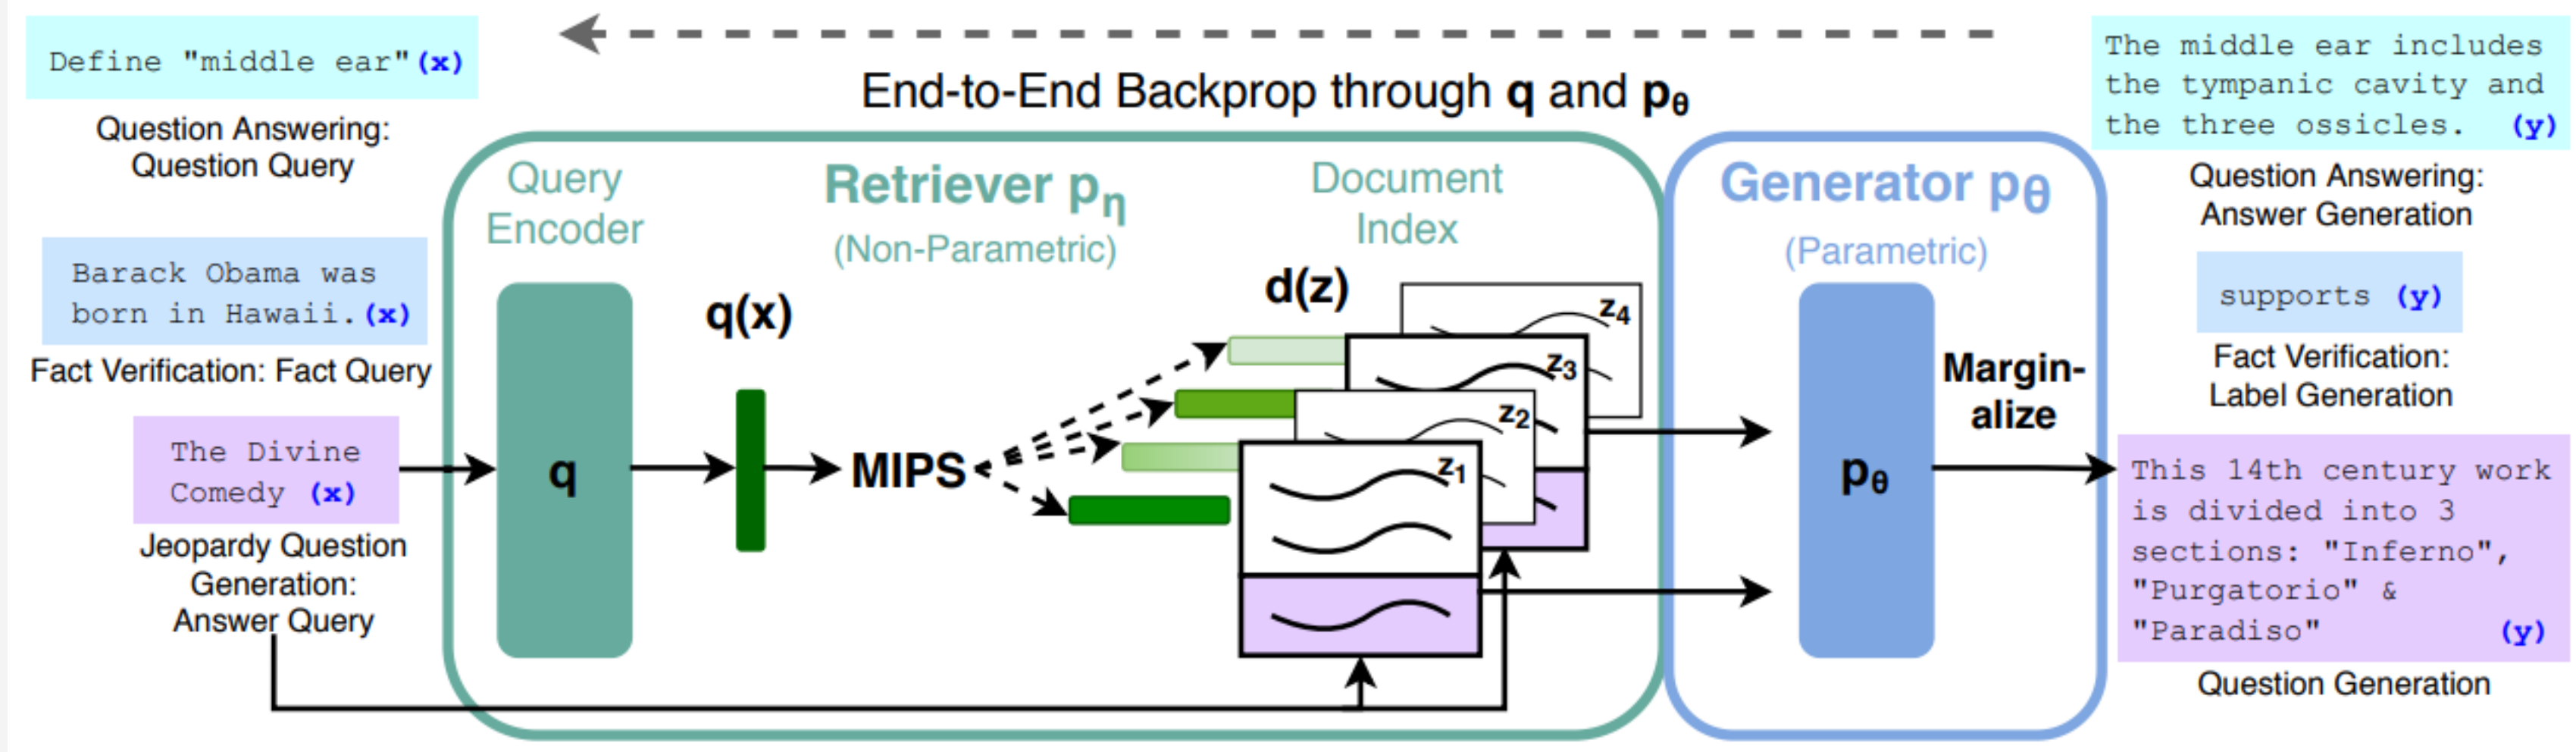 Define "middle ear"(x)
Question Answering:
Question Query
Barack Obama was
born in Hawaii.(x)
Fact Verification: Fact Query
The Divine
Comedy (x)
Jeopardy Question
Generation:
Answer Query
End-to-End Backprop through q and pθ
Query
Encoder
Retriever pη
(Non-Parametric)
Document
Index
q
q(x)
MIPS
d(z)
z4
z3
z2
z1
Generator pθ
(Parametric)
pθ
Margin-
alize
The middle ear includes
the tympanic cavity and
the three ossicles. (y)
Question Answering:
Answer Generation
supports (y)
Fact Verification:
Label Generation
This 14th century work
is divided into 3
sections: "Inferno",
"Purgatorio" &
"Paradiso" (y)
Question Generation